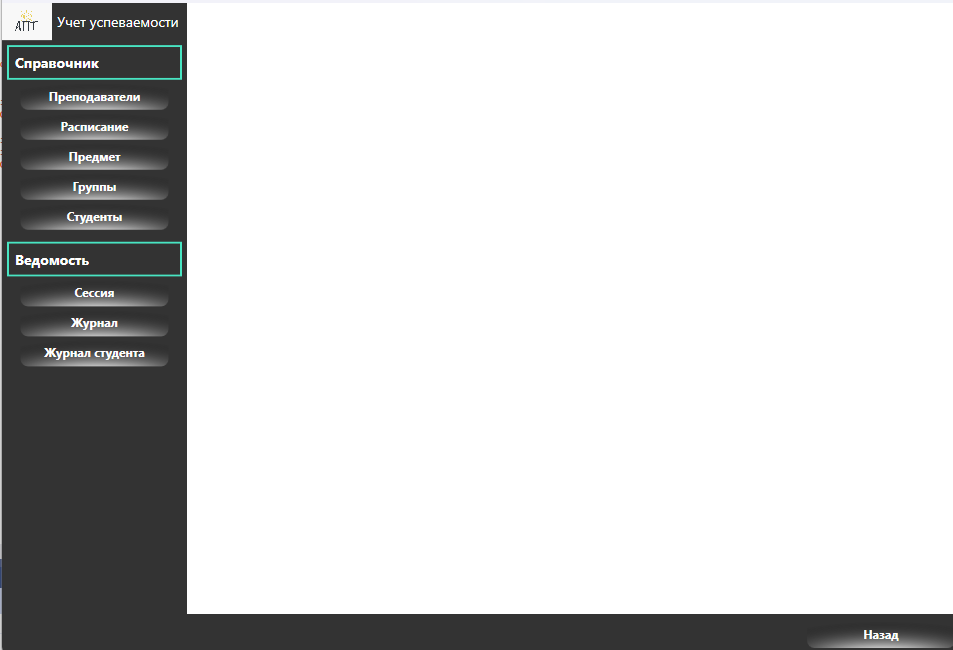 АПТ
Учет успеваемости
Справочник
Преподаватели
Расписание
Предмет
Группы
Студенты
Ведомость
Сессия
Журнал
Журнал студента
Назад